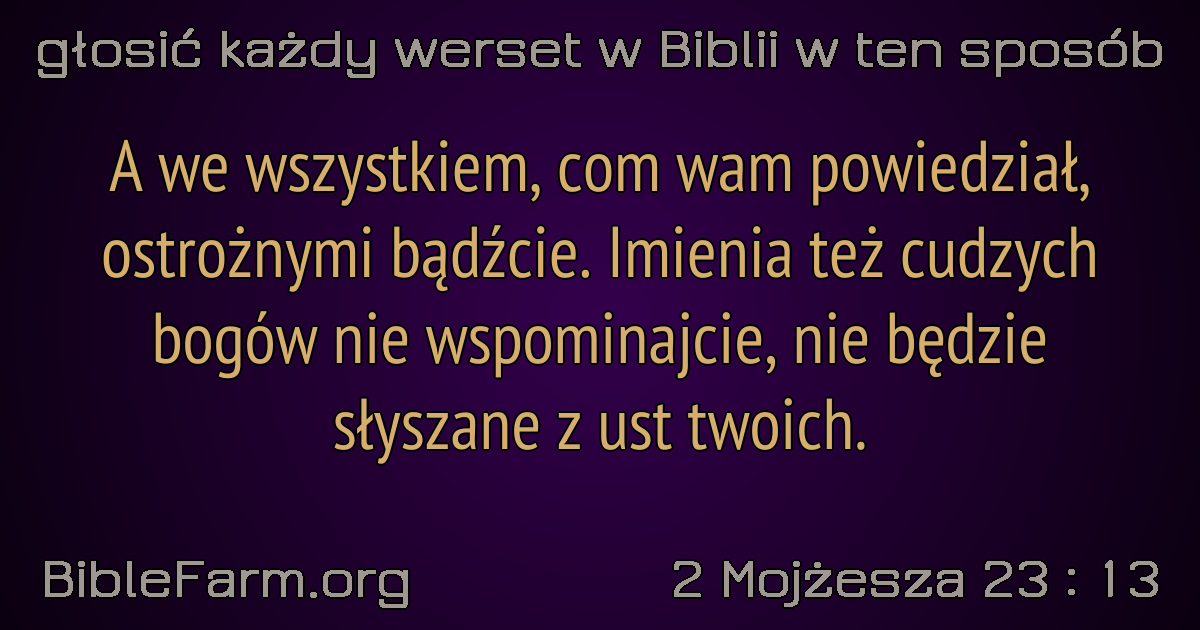 głosić każdy werset w Biblii w ten sposób
A we wszystkiem, com wam powiedział,
ostrożnymi bądźcie. Imienia też cudzych
bogów nie wspominajcie, nie będzie
słyszane z ust twoich.
BibleFarm.org
2 Mojżesza 23 : 13